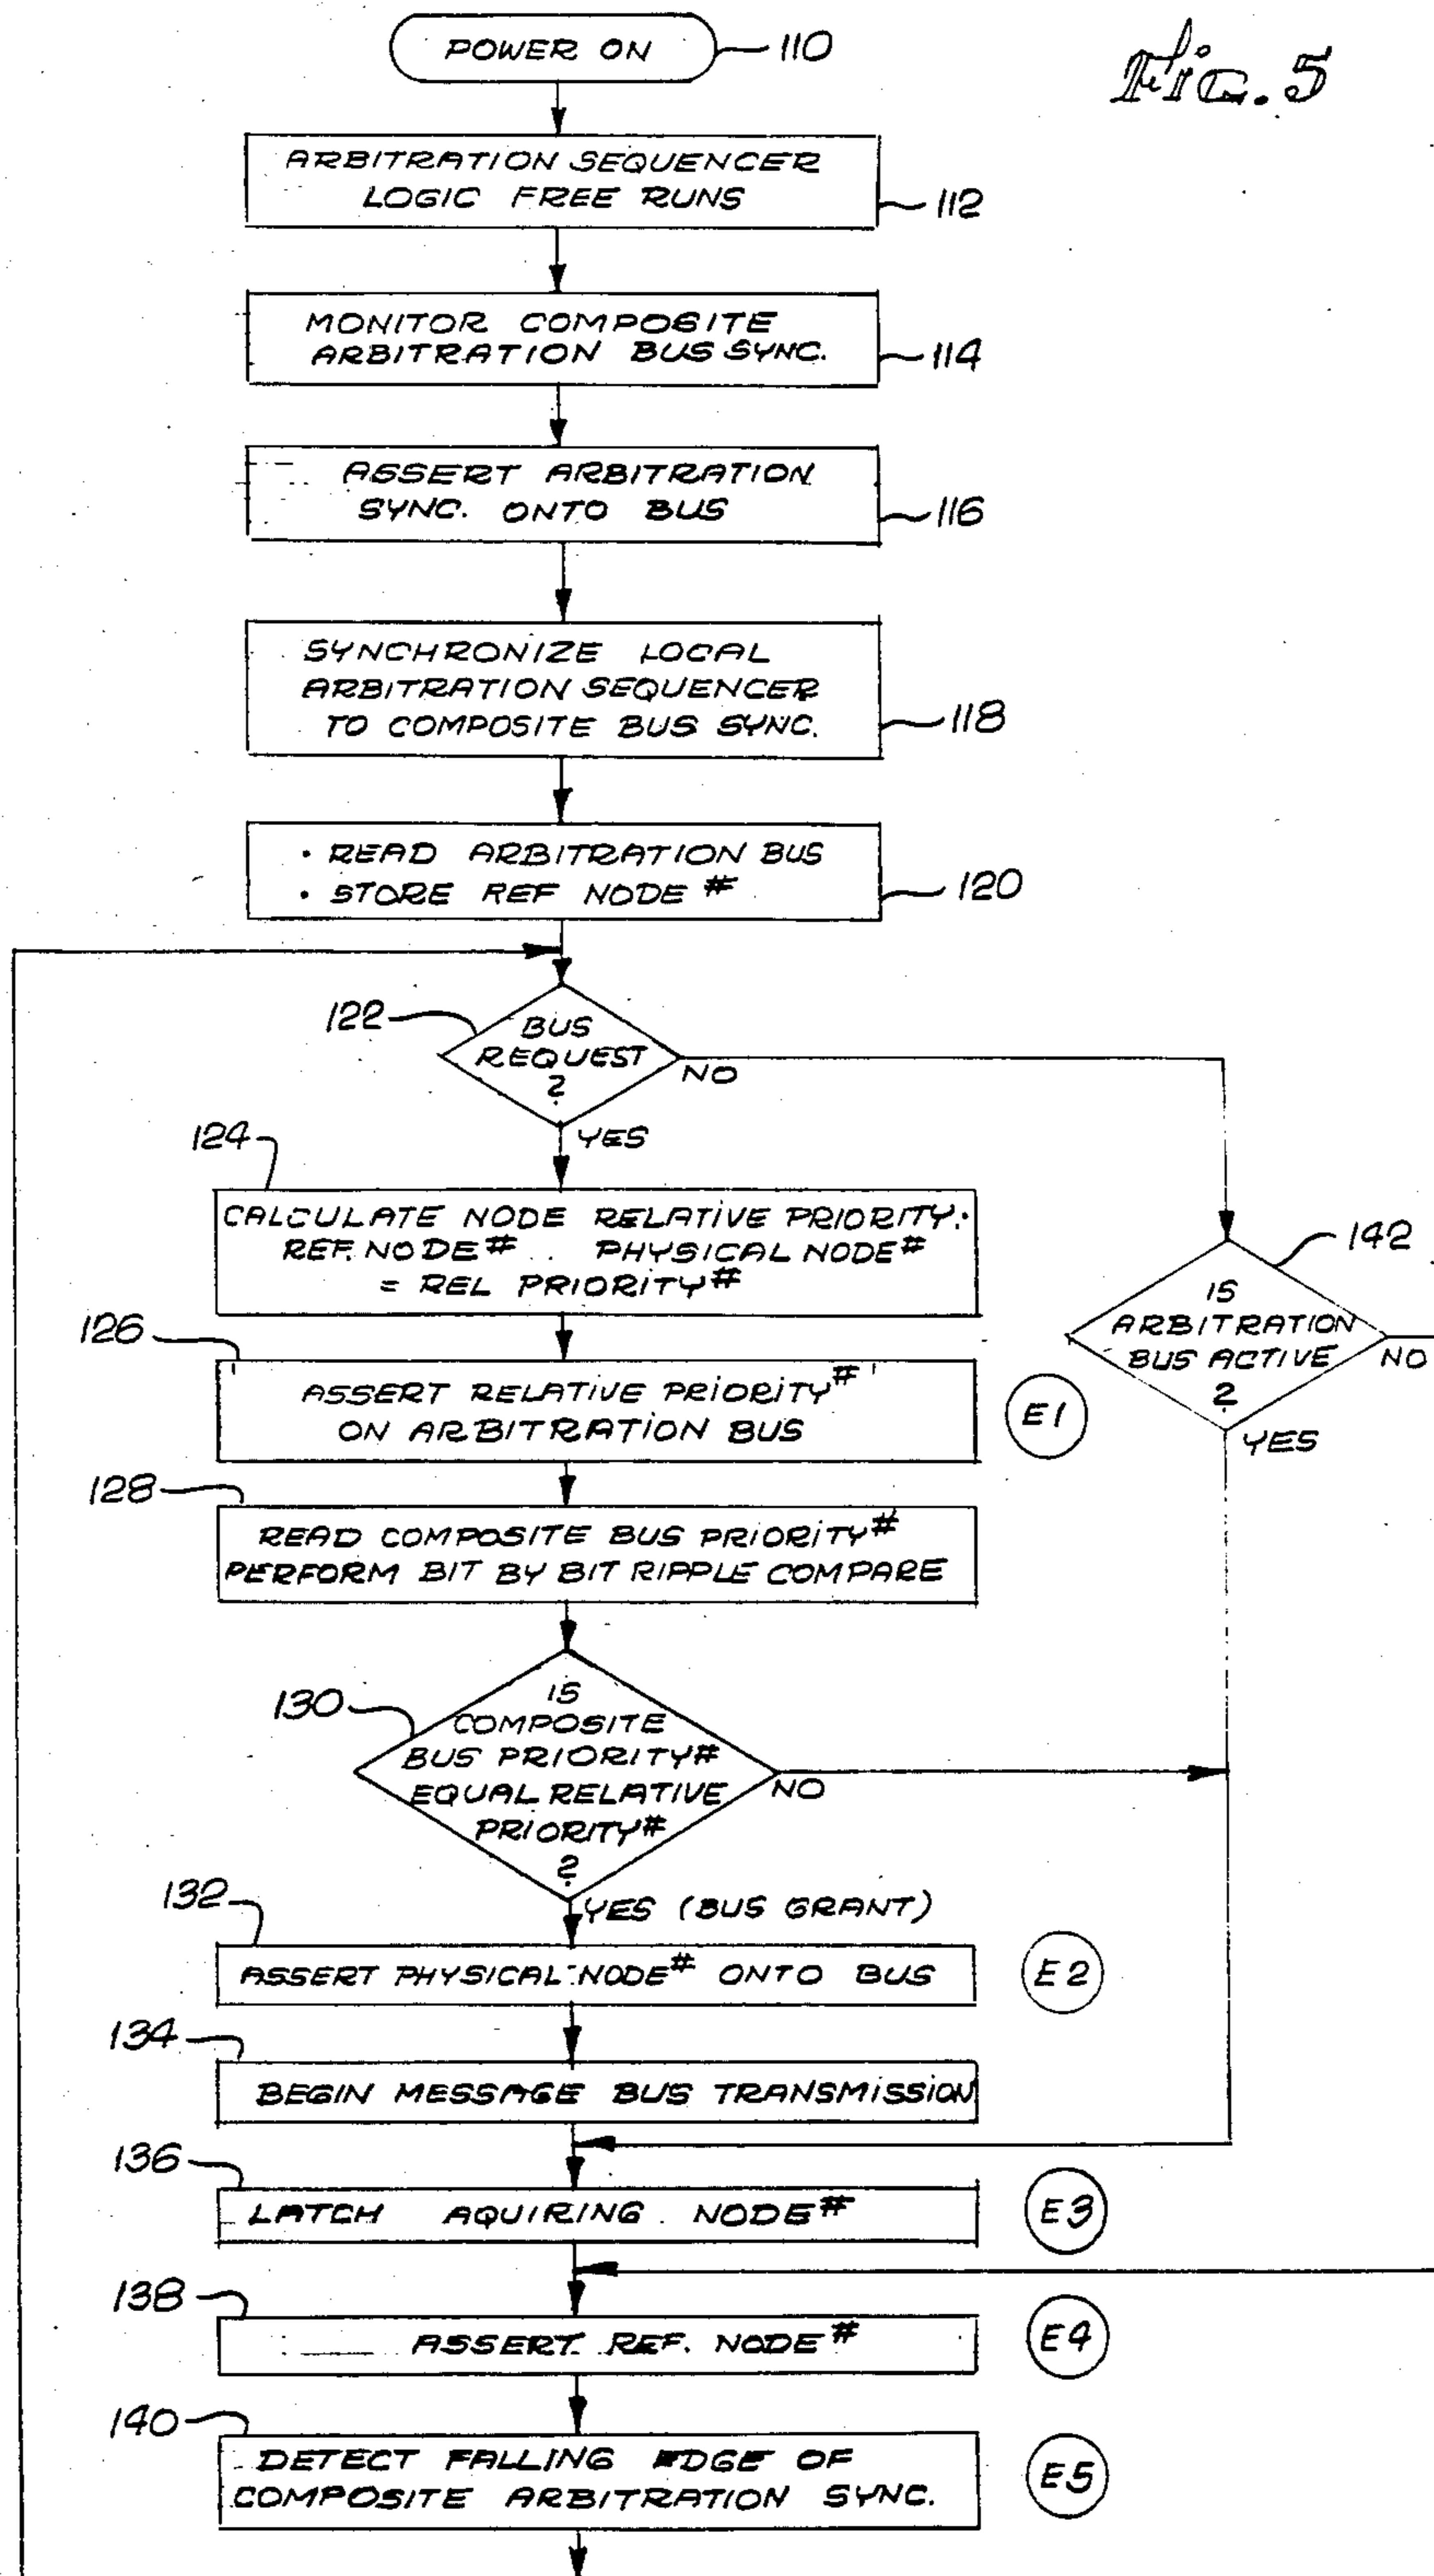 Fig. 5
POWER ON
110
ARBITRATION SEQUENCER
LOGIC FREE RUNS
112
MONITOR COMPOSITE
ARBITRATION BUS SYNC.
114
ASSERT ARBITRATION
SYNC. ONTO BUS
116
SYNCHRONIZE LOCAL
ARBITRATION SEQUENCER
TO COMPOSITE BUS SYNC.
118
• READ ARBITRATION BUS
• STORE REF NODE #
120
122
BUS
REQUEST
?
NO
YES
124
CALCULATE NODE RELATIVE PRIORITY:
REF. NODE # .. PHYSICAL NODE #
= REL PRIORITY #
142
IS
ARBITRATION
BUS ACTIVE
?
NO
YES
126
ASSERT RELATIVE PRIORITY #
ON ARBITRATION BUS
E1
128
READ COMPOSITE BUS PRIORITY #
PERFORM BIT BY BIT RIPPLE COMPARE
130
IS
COMPOSITE
BUS PRIORITY #
EQUAL RELATIVE
PRIORITY #
?
NO
YES (BUS GRANT)
132
ASSERT PHYSICAL NODE # ONTO BUS
E2
134
BEGIN MESSAGE BUS TRANSMISSION
136
LATCH AQUIRING NODE #
E3
138
ASSERT REF. NODE #
E4
140
DETECT FALLING EDGE OF
COMPOSITE ARBITRATION SYNC.
E5